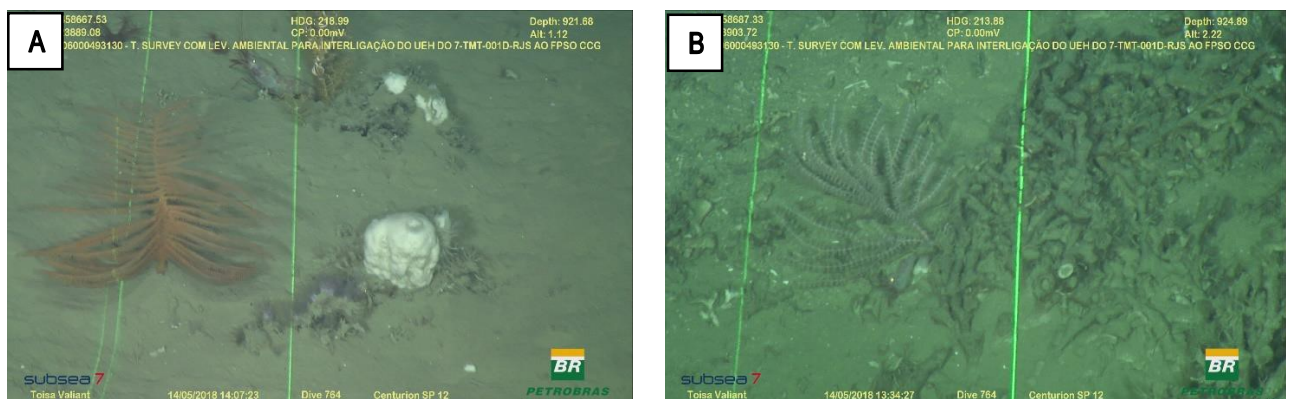 A
58667.53
HDG: 218.99
Depth: 921.68
3889.08
CP: 0.00mV
Alt: 1.12
06000493130 - T. SURVEY COM LEV. AMBIENTAL PARA INTERLIGAÇÃO DO UEH DO 7-TMT-001D-RJS AO FPSO CCG
subsea 7
BR
PETROBRAS
Toisa Valiant
14/05/2018 14:07:23
Dive 764
Centurion SP 12
B
58687.33
HDG: 213.88
Depth: 924.89
3903.72
CP: 0.00mV
Alt: 2.22
6000493130 - T. SURVEY COM LEV. AMBIENTAL PARA INTERLIGAÇÃO DO UEH DO 7-TMT-001D-RJS AO FPSO CCG
subsea 7
BR
PETROBRAS
Toisa Valiant
14/05/2018 13:34:27
Dive 764
Centurion SP 12